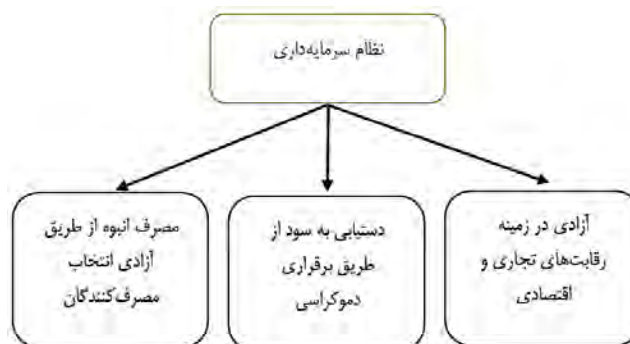 نظام سرمایه‌داری
آزادی در زمینه
رقابت‌های تجاری و
اقتصادی
دستیابی به سود از
طریق برقراری
دموکراسی
مصرف انبوه از طریق
آزادی انتخاب
مصرف‌کنندگان